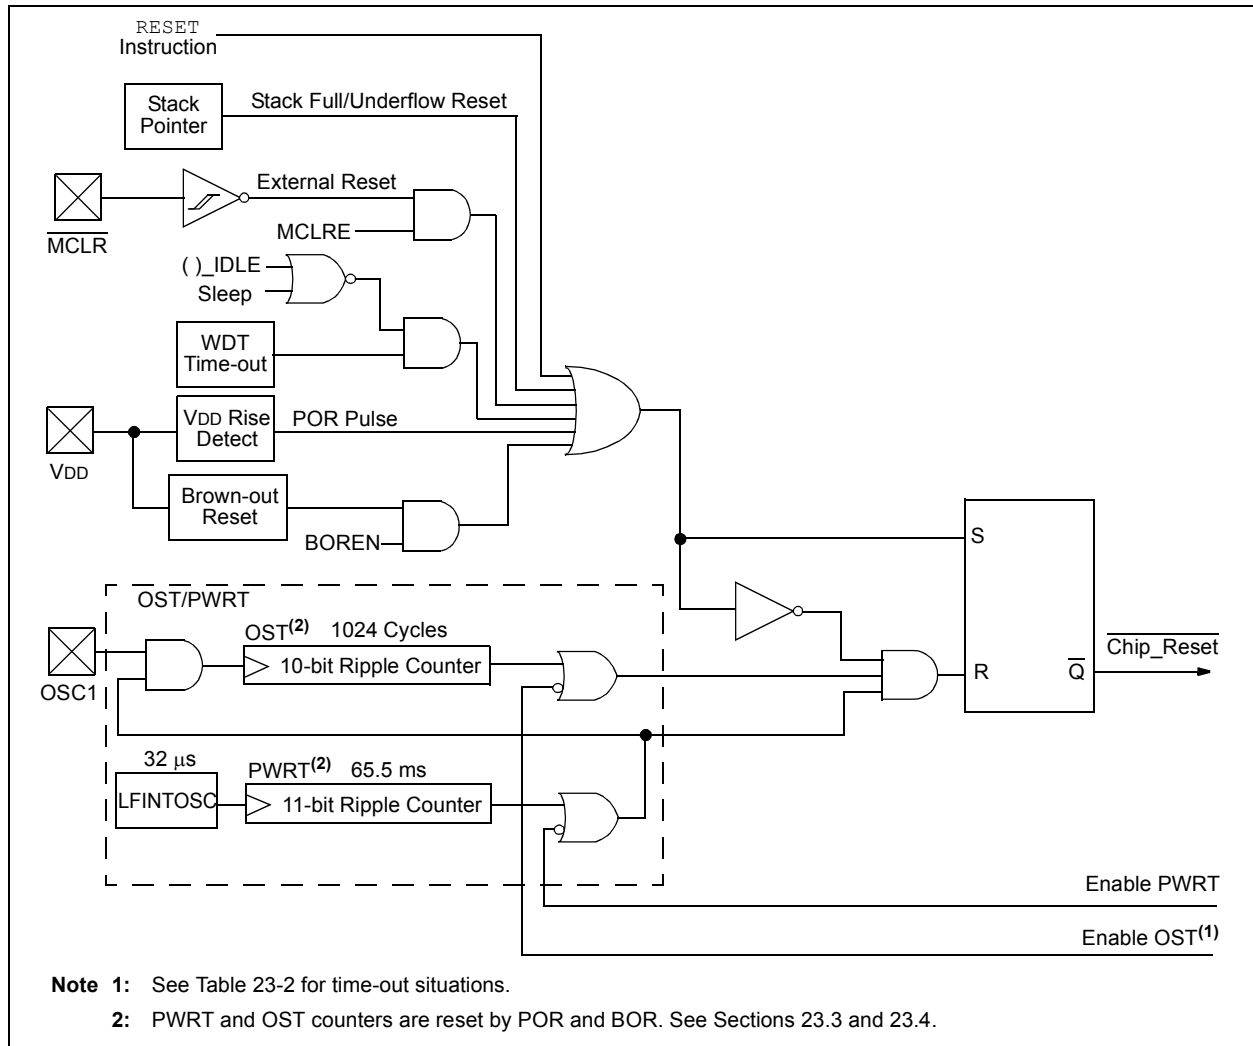 RESET
Instruction
Stack
Pointer
Stack Full/Underflow Reset
External Reset
MCLR
MCLRE
( )_IDLE
Sleep
WDT
Time-out
VDD
VDD Rise
Detect
POR Pulse
Brown-out
Reset
BOREN
S
OST/PWRT
OST(2) 1024 Cycles
10-bit Ripple Counter
OSC1
Chip_Reset
R
Q
32 μs
LFINTOSC
PWRT(2) 65.5 ms
11-bit Ripple Counter
Enable PWRT
Enable OST(1)
Note 1: See Table 23-2 for time-out situations.
2: PWRT and OST counters are reset by POR and BOR. See Sections 23.3 and 23.4.